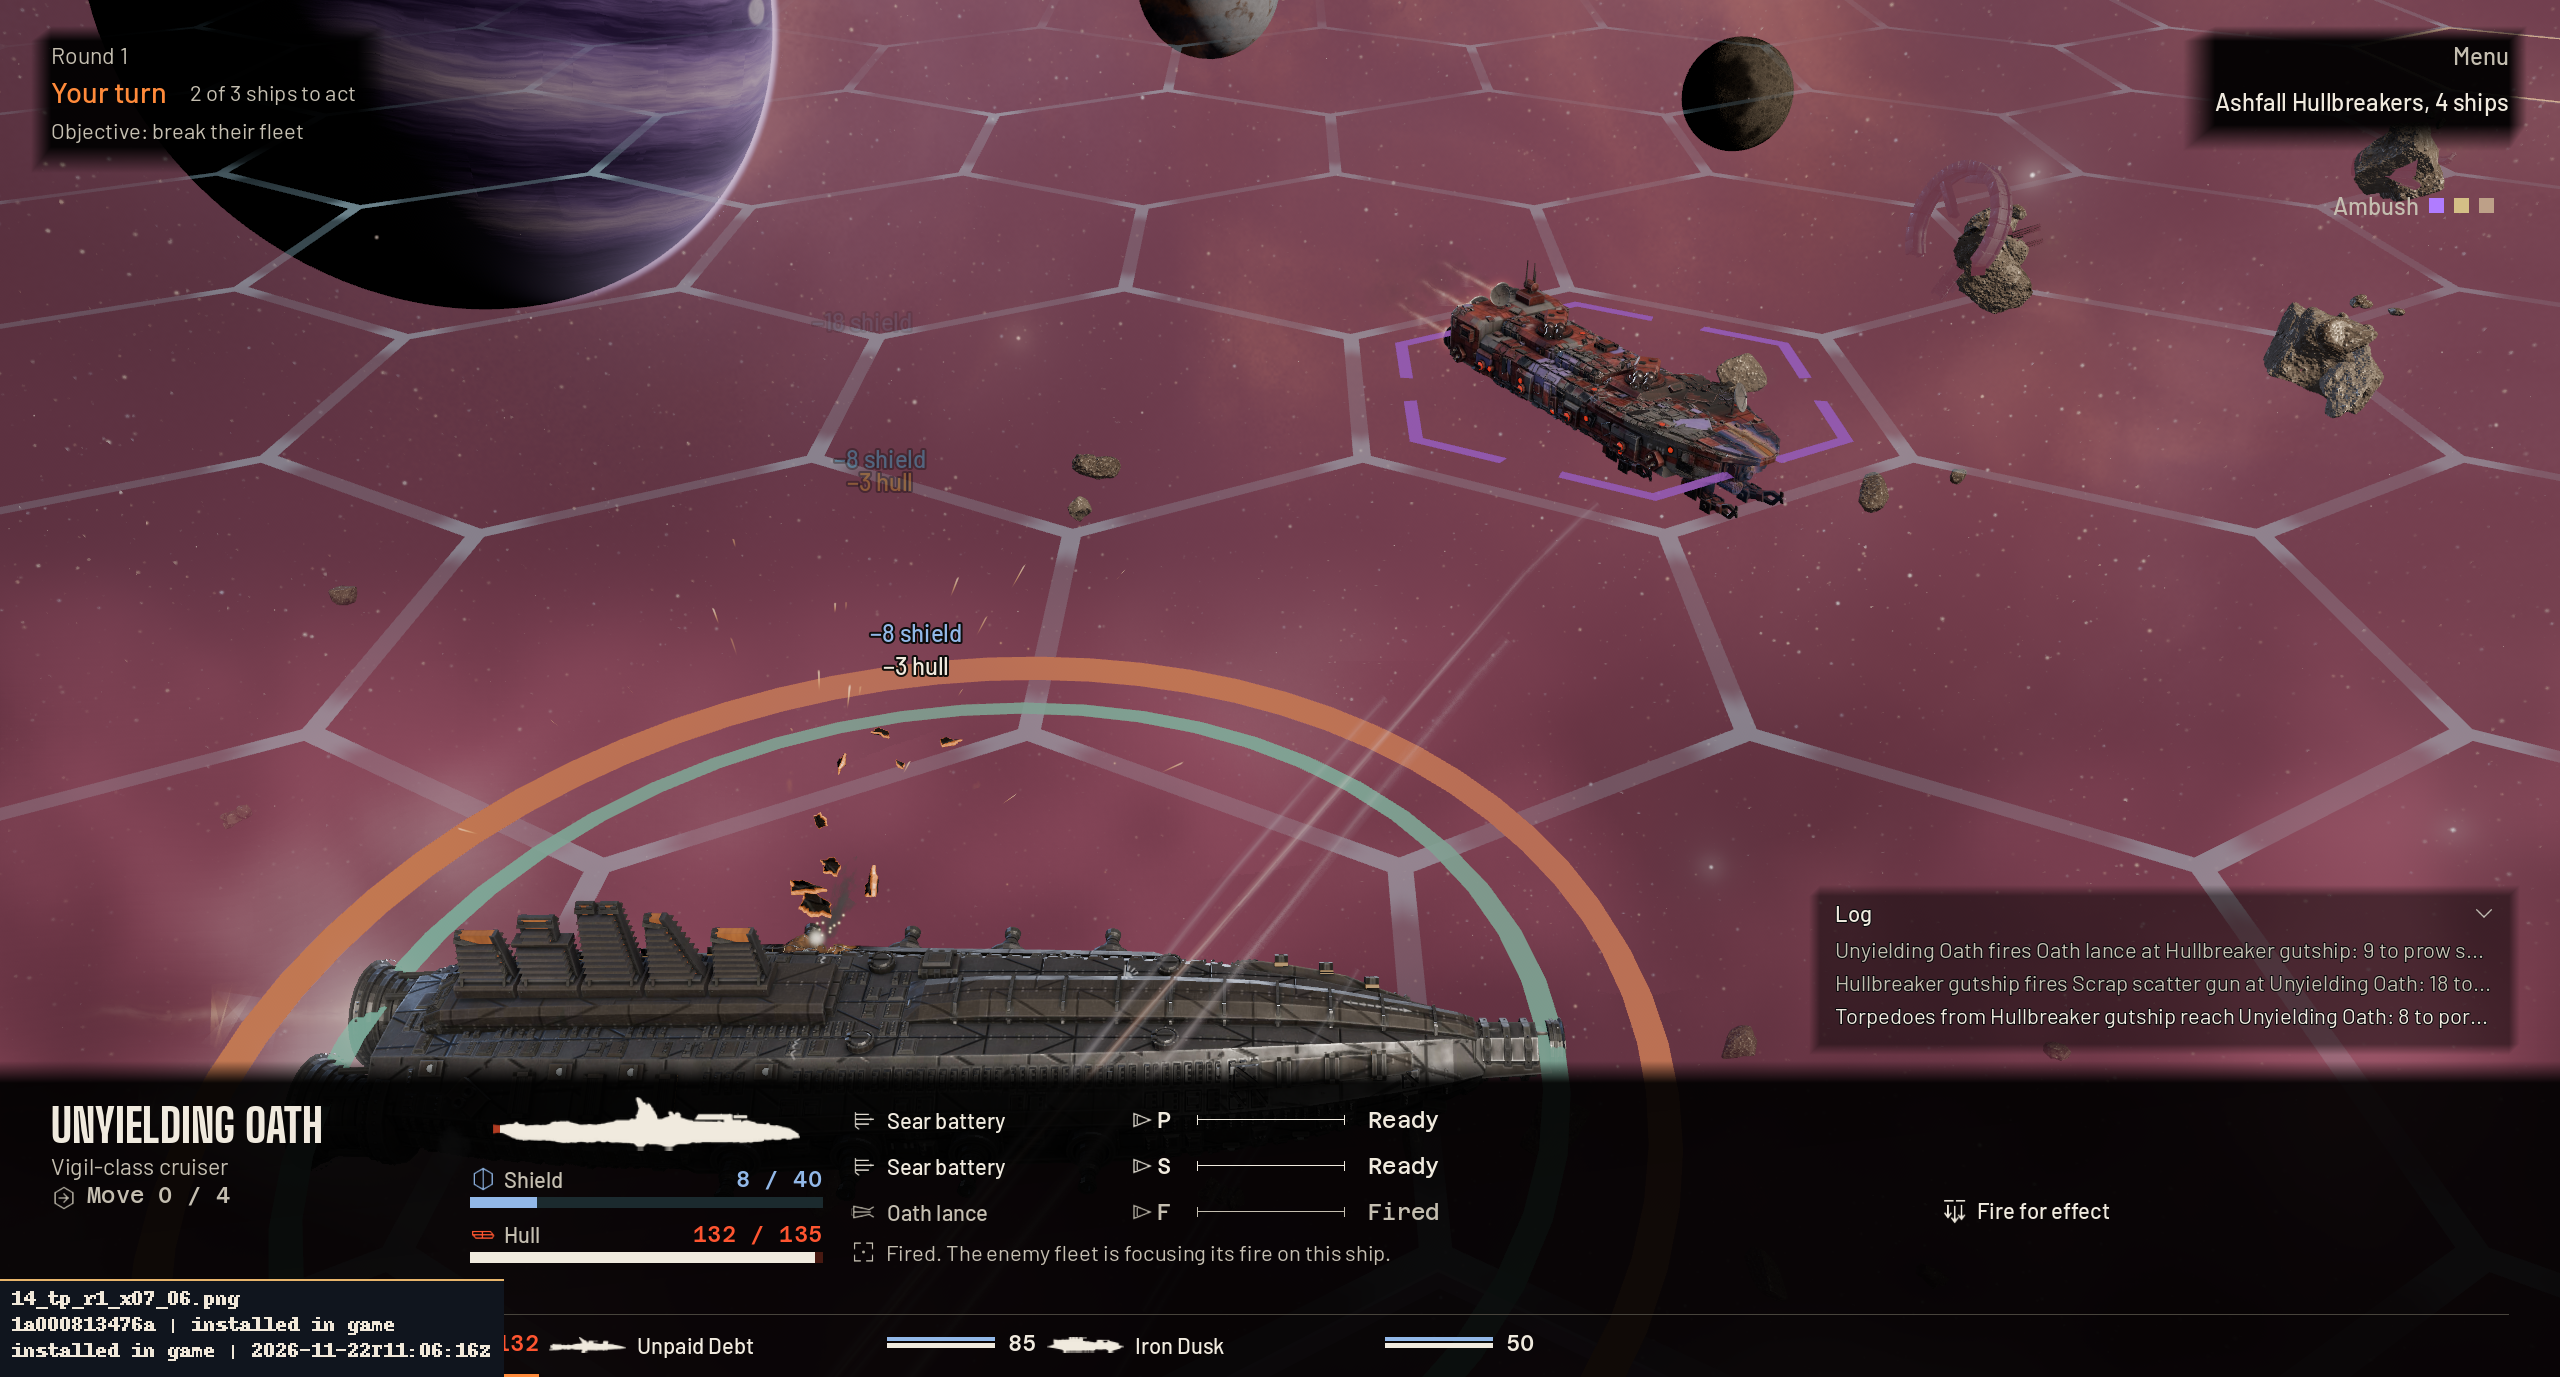 Round 1
Your turn 2 of 3 ships to act
Objective: break their fleet
Menu
Ashfall Hullbreakers, 4 ships
Ambush
−18 shield
−8 shield
−3 hull
−8 shield
−3 hull
Log
Unyielding Oath fires Oath lance at Hullbreaker gutship: 9 to prow s...
Hullbreaker gutship fires Scrap scatter gun at Unyielding Oath: 18 to...
Torpedoes from Hullbreaker gutship reach Unyielding Oath: 8 to por...
UNYIELDING OATH
Vigil-class cruiser
Move 0 / 4
Shield 8 / 40
Hull 132 / 135
Sear battery P Ready
Sear battery S Ready
Oath lance F Fired
Fired. The enemy fleet is focusing its fire on this ship.
Fire for effect
14_tp_r1_x07_06.png
1a000813476a | installed in game
installed in game | 2026-11-22T11:06:16Z
132 Unpaid Debt 85 Iron Dusk 50